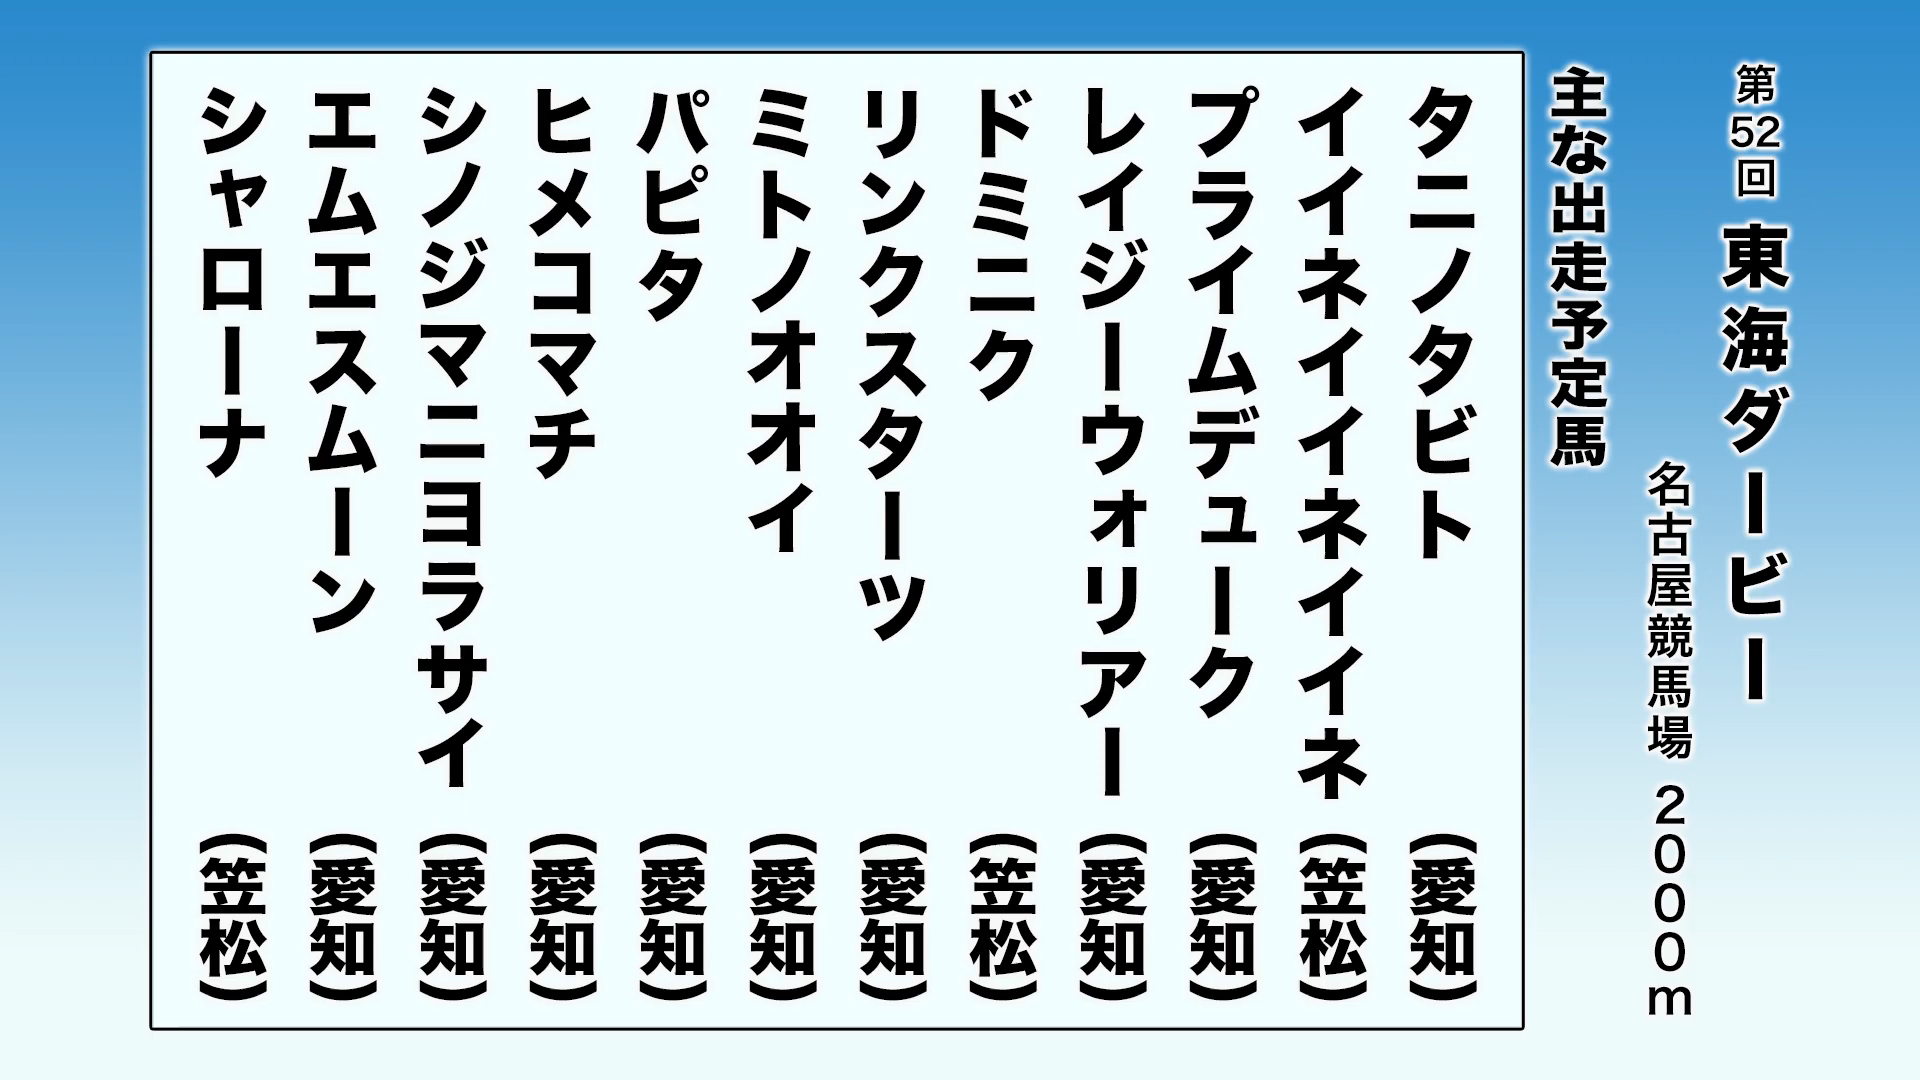 第52回 東海ダービー
名古屋競馬場 2000m
主な出走予定馬
タニノタビト (愛知)
イイネイイイネイイネ (笠松)
プライムデューク (愛知)
レイジーウォリアー (愛知)
ドミニク (笠松)
リンクスターツ (愛知)
ミトノオオイ (愛知)
パピタ (愛知)
ヒメコマチ (愛知)
シノジマニヨラサイ (愛知)
エムエスムーン (愛知)
シャローナ (笠松)